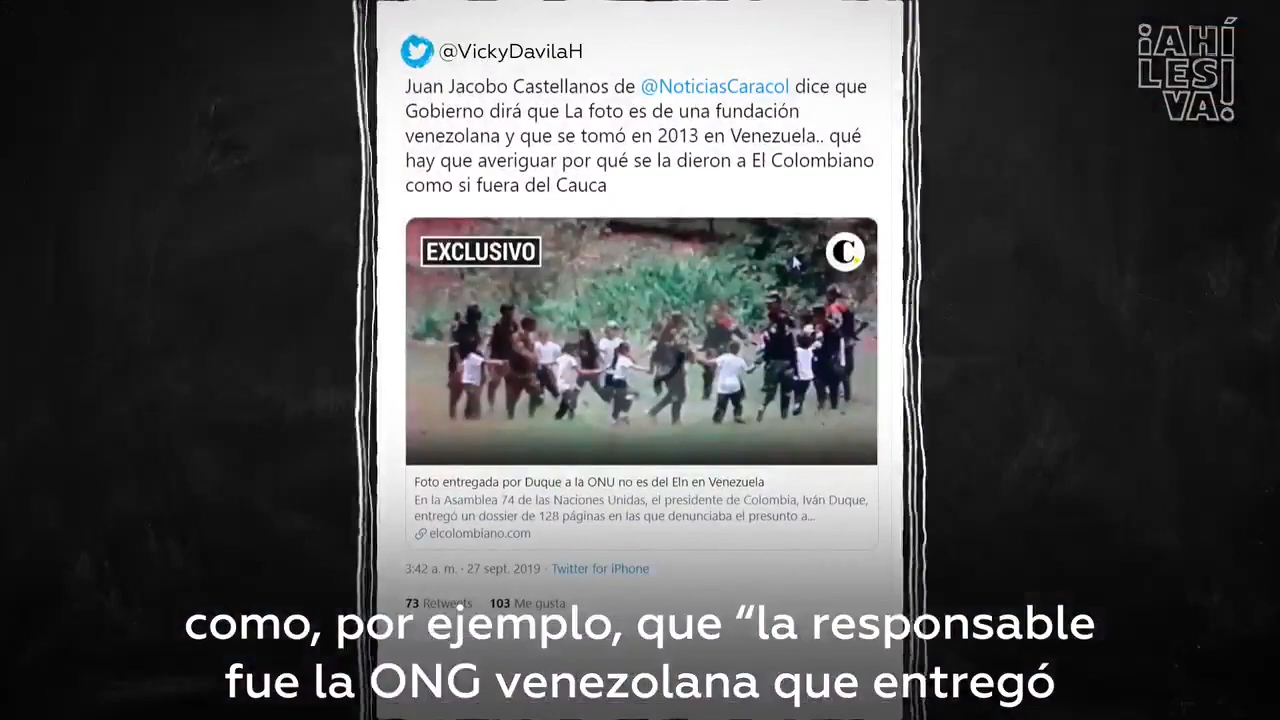 @VickyDavilaH
Juan Jacobo Castellanos de @NoticiasCaracol dice que
Gobierno dirá que La foto es de una fundación
venezolana y que se tomó en 2013 en Venezuela.. qué
hay que averiguar por qué se la dieron a El Colombiano
como si fuera del Cauca
EXCLUSIVO
C.
Foto entregada por Duque a la ONU no es del Eln en Venezuela
En la Asamblea 74 de las Naciones Unidas, el presidente de Colombia, Iván Duque,
entregó un dossier de 128 páginas en las que denunciaba el presunto a...
elcolombiano.com
3:42 a. m. · 27 sept. 2019 · Twitter for iPhone
73 Retweets 103 Me gusta
como, por ejemplo, que “la responsable
fue la ONG venezolana que entregó
¡AHÍ
LES
VA!